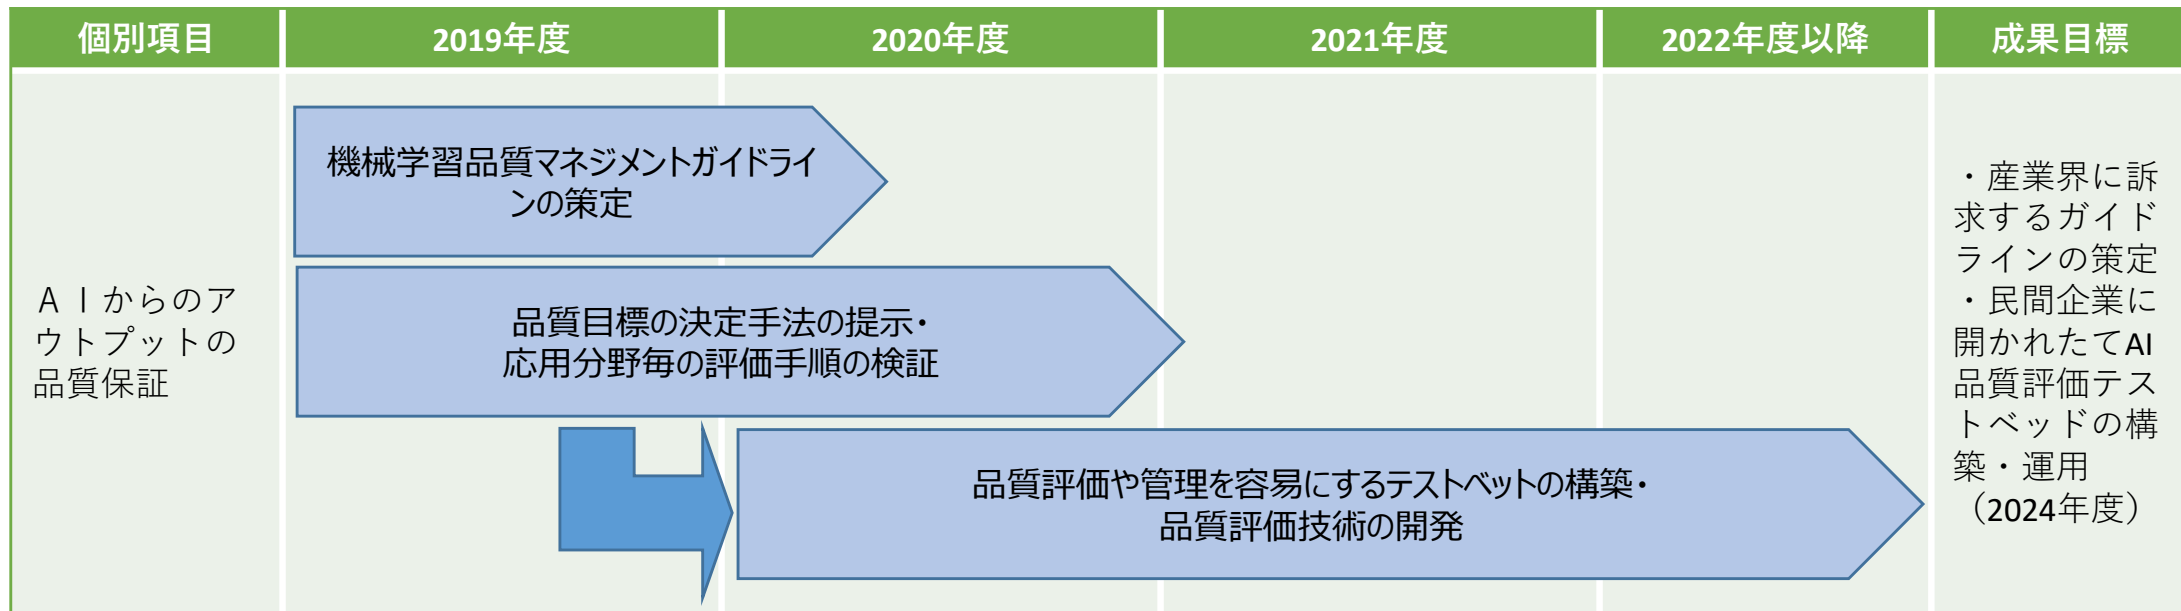 個別項目
2019年度
2020年度
2021年度
2022年度以降
成果目標
ＡＩからのア
ウトプットの
品質保証
機械学習品質マネジメントガイドライ
ンの策定
品質目標の決定手法の提示・
応用分野毎の評価手順の検証
品質評価や管理を容易にするテストベットの構築・
品質評価技術の開発
・産業界に訴
求するガイド
ラインの策定
・民間企業に
開かれたてAI
品質評価テス
トベッドの構
築・運用
（2024年度）